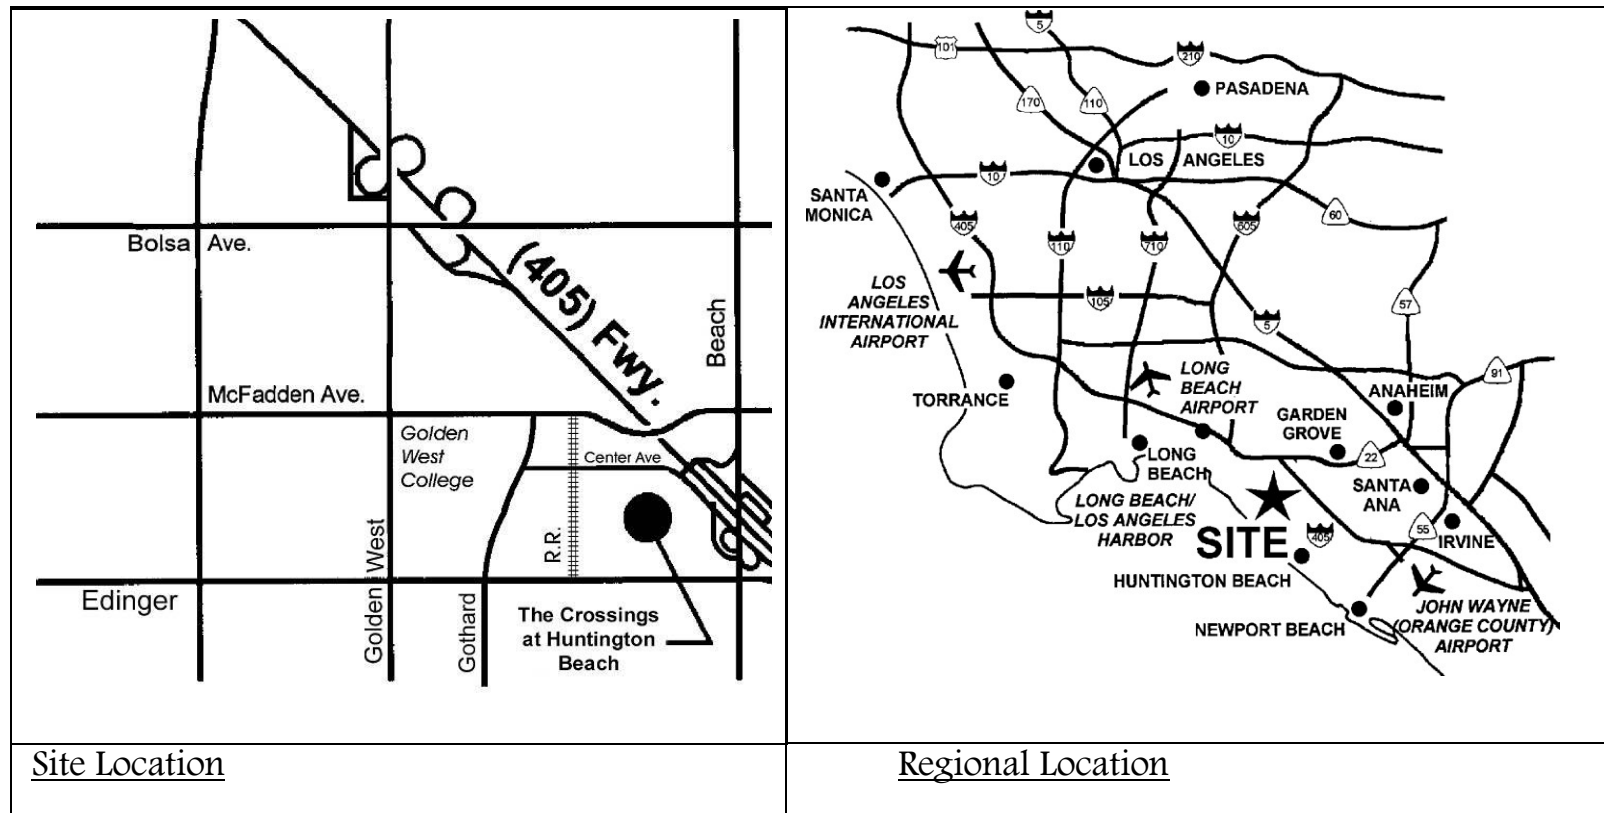 Bolsa Ave.
(405) Fwy.
Beach
McFadden Ave.
Golden
West
College
Center Ave
R.R.
Golden West
Gothard
Edinger
The Crossings
at Huntington
Beach
Site Location
5
101
210
PASADENA
170
110
10
LOS ANGELES
10
SANTA
MONICA
60
405
605
110
710
LOS
ANGELES
INTERNATIONAL
AIRPORT
105
57
5
LONG
BEACH
AIRPORT
91
TORRANCE
ANAHEIM
GARDEN
GROVE
22
LONG
BEACH
SANTA
ANA
LONG BEACH/
LOS ANGELES
HARBOR
SITE
405
55
IRVINE
HUNTINGTON BEACH
NEWPORT BEACH
JOHN WAYNE
(ORANGE COUNTY)
AIRPORT
Regional Location